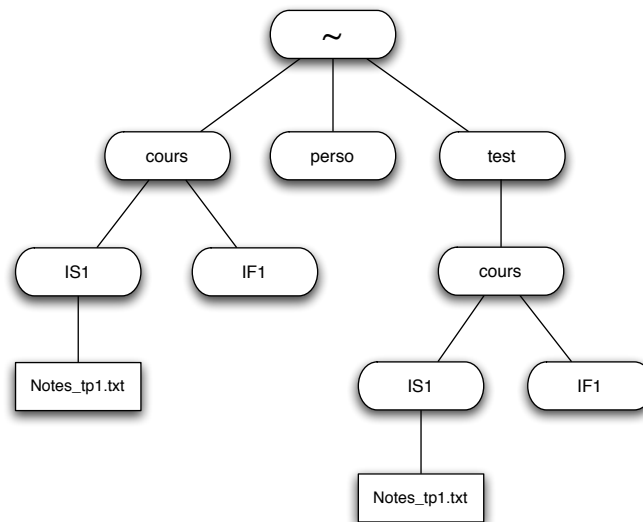 ~
cours
perso
test
IS1
IF1
cours
Notes_tp1.txt
IS1
IF1
Notes_tp1.txt